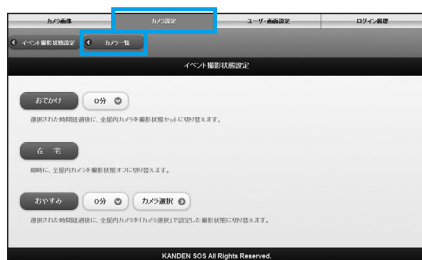 カメラ画像 カメラ設定 ユーザ・画面設定 ログイン履歴
イベント撮影状態設定 カメラ一覧
イベント撮影状態設定
おでかけ 0分
選択された時間経過後に、全屋内カメラを撮影状態セットに切り替えます。
在 宅
即時に、全屋内カメラを撮影状態オフに切り替えます。
おやすみ 0分 カメラ選択
選択された時間経過後に、全屋内カメラを「カメラ選択」で設定した撮影状態に切り替えます。
KANDEN SOS All Rights Reserved.